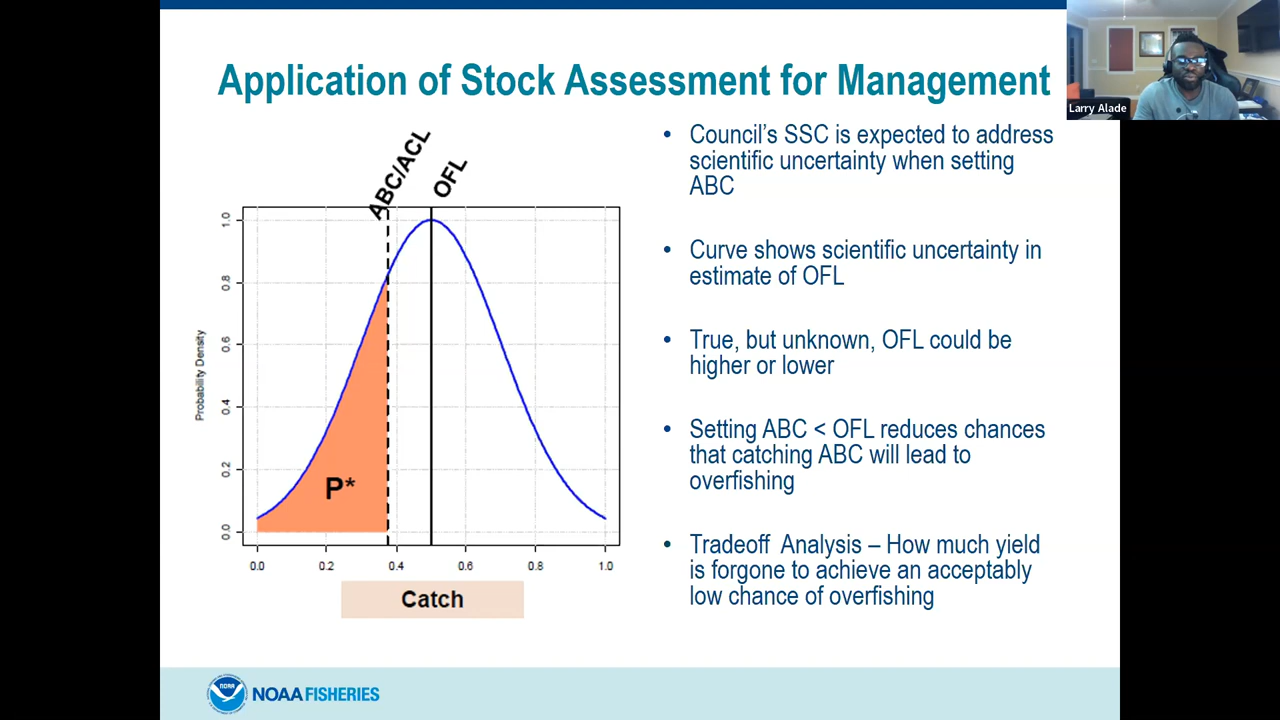 Application of Stock Assessment for Management
Larry Alade
ABC/ACL
OFL
1.0
0.8
0.6
0.4
0.2
0.0
Probability Density
P*
0.0 0.2 0.4 0.6 0.8 1.0
Catch
• Council's SSC is expected to address
scientific uncertainty when setting
ABC
• Curve shows scientific uncertainty in
estimate of OFL
• True, but unknown, OFL could be
higher or lower
• Setting ABC < OFL reduces chances
that catching ABC will lead to
overfishing
• Tradeoff Analysis – How much yield
is forgone to achieve an acceptably
low chance of overfishing
NOAA
NOAA FISHERIES